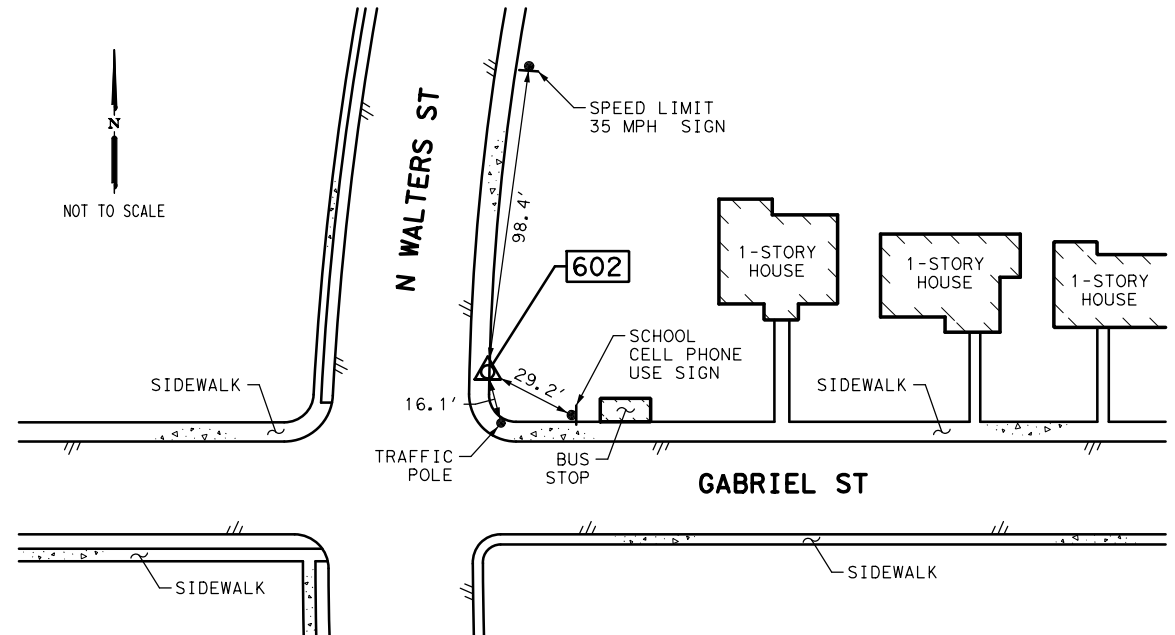 N
NOT TO SCALE
N WALTERS ST
SPEED LIMIT
35 MPH SIGN
98.4'
602
1-STORY
HOUSE
1-STORY
HOUSE
1-STORY
HOUSE
SCHOOL
CELL PHONE
USE SIGN
29.2'
SIDEWALK
SIDEWALK
16.1'
TRAFFIC
POLE
BUS
STOP
GABRIEL ST
SIDEWALK
SIDEWALK